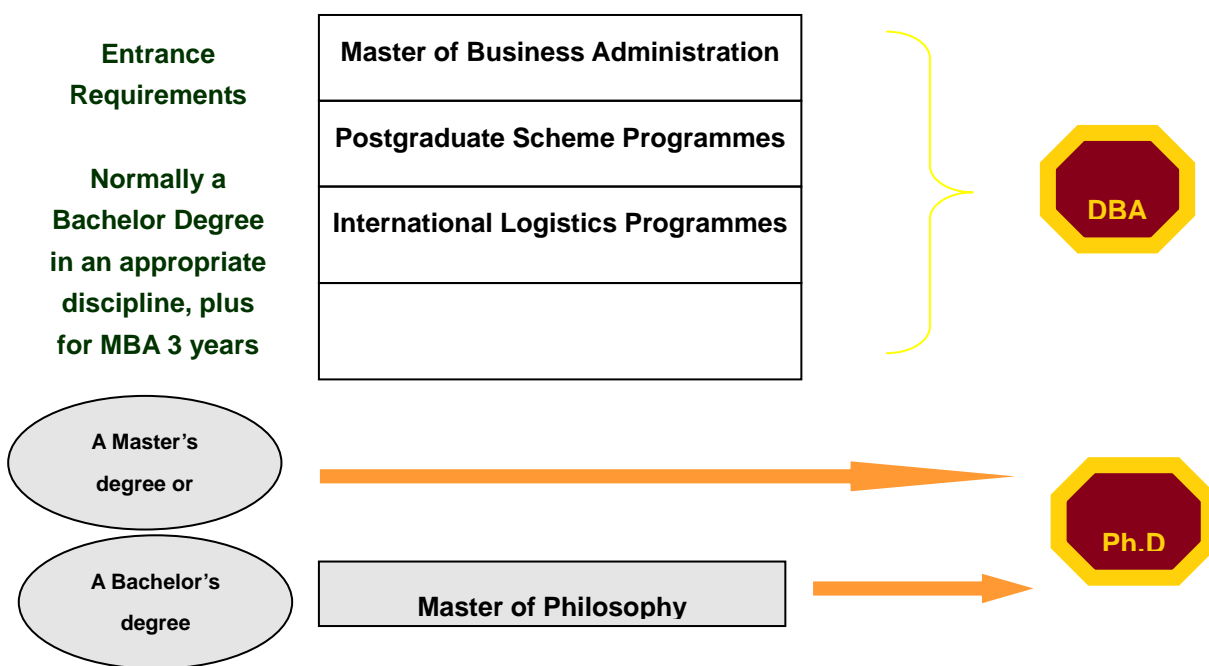 Entrance
Requirements
Normally a
Bachelor Degree
in an appropriate
discipline, plus
for MBA 3 years
Master of Business Administration
Postgraduate Scheme Programmes
International Logistics Programmes
DBA
A Master’s
degree or
Ph.D
A Bachelor’s
degree
Master of Philosophy